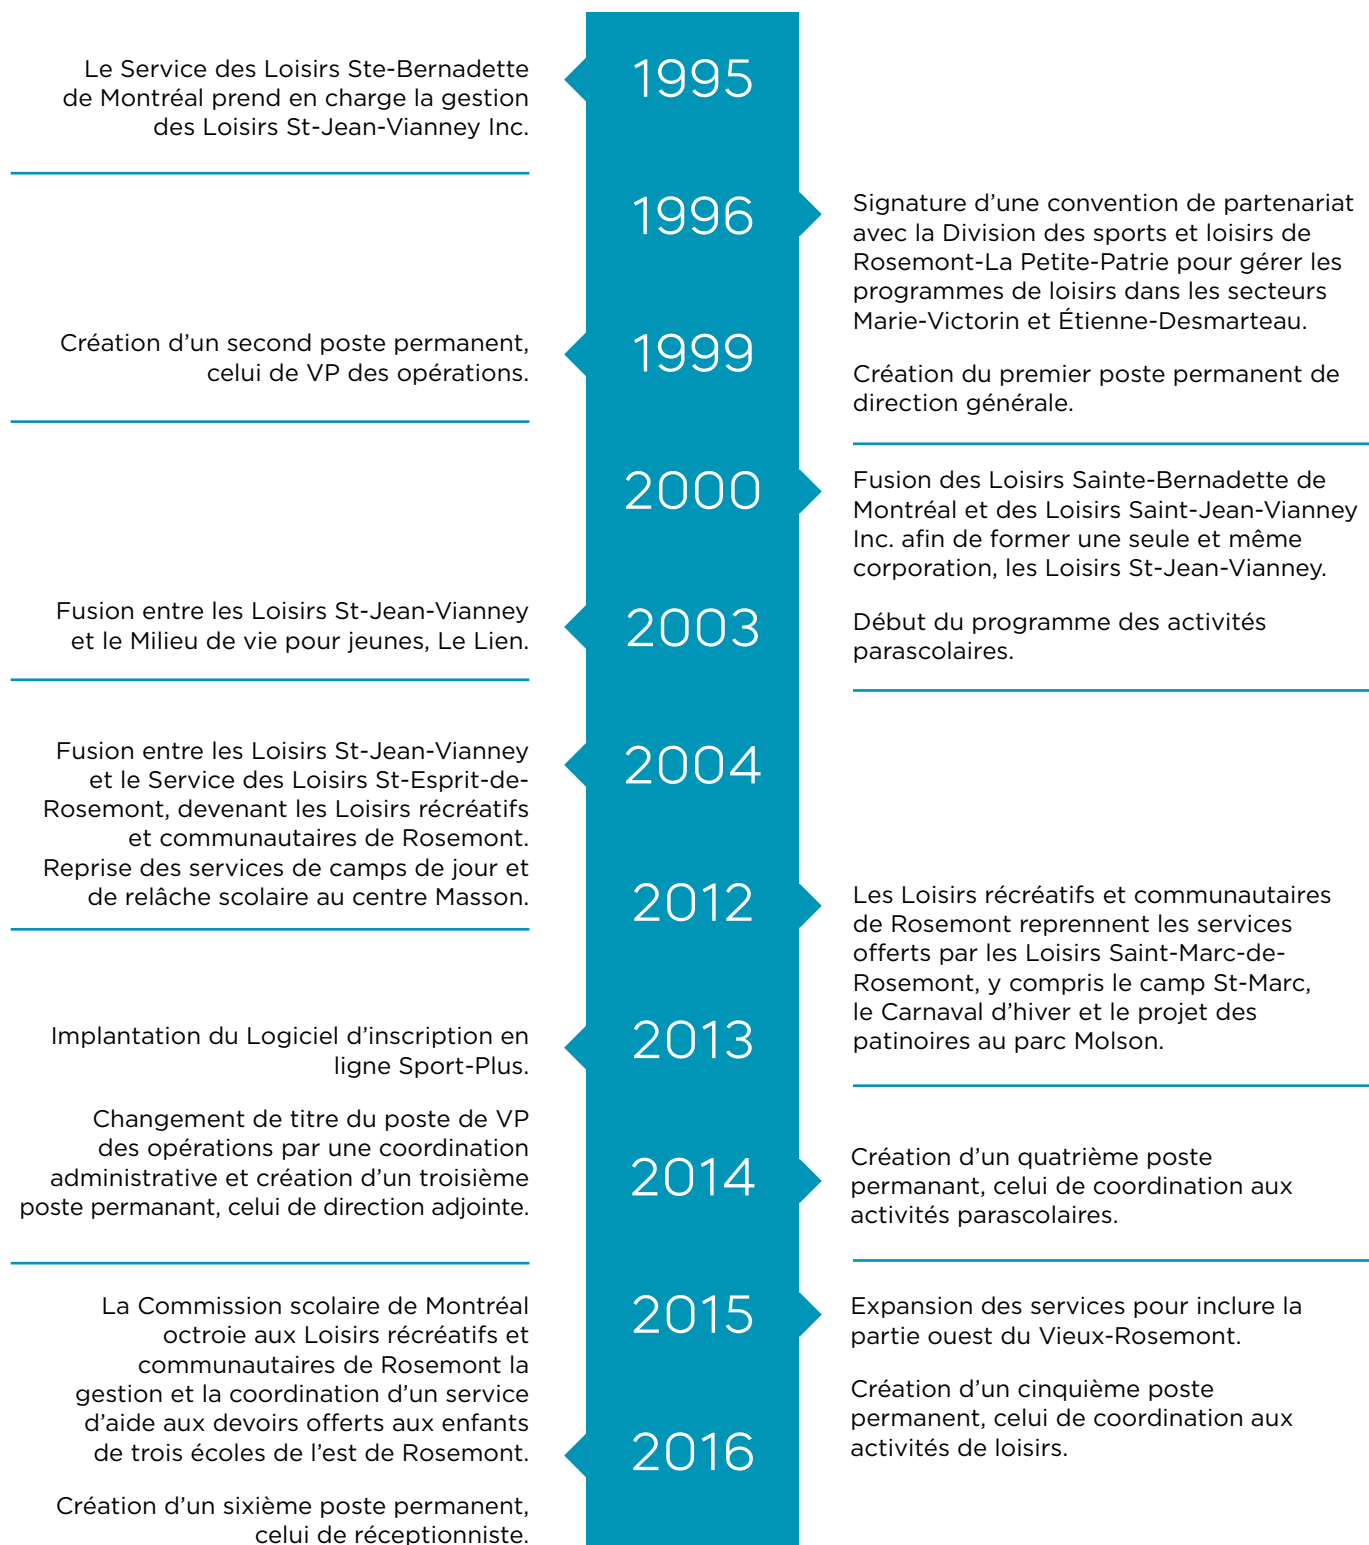 1995
Le Service des Loisirs Ste-Bernadette
de Montréal prend en charge la gestion
des Loisirs St-Jean-Vianney Inc.
1996
Signature d’une convention de partenariat
avec la Division des sports et loisirs de
Rosemont-La Petite-Patrie pour gérer les
programmes de loisirs dans les secteurs
Marie-Victorin et Étienne-Desmarteau.
Création du premier poste permanent de
direction générale.
1999
Création d’un second poste permanent,
celui de VP des opérations.
2000
Fusion des Loisirs Sainte-Bernadette de
Montréal et des Loisirs Saint-Jean-Vianney
Inc. afin de former une seule et même
corporation, les Loisirs St-Jean-Vianney.
Début du programme des activités
parascolaires.
2003
Fusion entre les Loisirs St-Jean-Vianney
et le Milieu de vie pour jeunes, Le Lien.
2004
Fusion entre les Loisirs St-Jean-Vianney
et le Service des Loisirs St-Esprit-de-
Rosemont, devenant les Loisirs récréatifs
et communautaires de Rosemont.
Reprise des services de camps de jour et
de relâche scolaire au centre Masson.
2012
Les Loisirs récréatifs et communautaires
de Rosemont reprennent les services
offerts par les Loisirs Saint-Marc-de-
Rosemont, y compris le camp St-Marc,
le Carnaval d’hiver et le projet des
patinoires au parc Molson.
2013
Implantation du Logiciel d’inscription en
ligne Sport-Plus.
Changement de titre du poste de VP
des opérations par une coordination
administrative et création d’un troisième
poste permanant, celui de direction adjointe.
2014
Création d’un quatrième poste
permanant, celui de coordination aux
activités parascolaires.
2015
Expansion des services pour inclure la
partie ouest du Vieux-Rosemont.
Création d’un cinquième poste
permanent, celui de coordination aux
activités de loisirs.
2016
La Commission scolaire de Montréal
octroie aux Loisirs récréatifs et
communautaires de Rosemont la
gestion et la coordination d’un service
d’aide aux devoirs offerts aux enfants
de trois écoles de l’est de Rosemont.
Création d’un sixième poste permanent,
celui de réceptionniste.